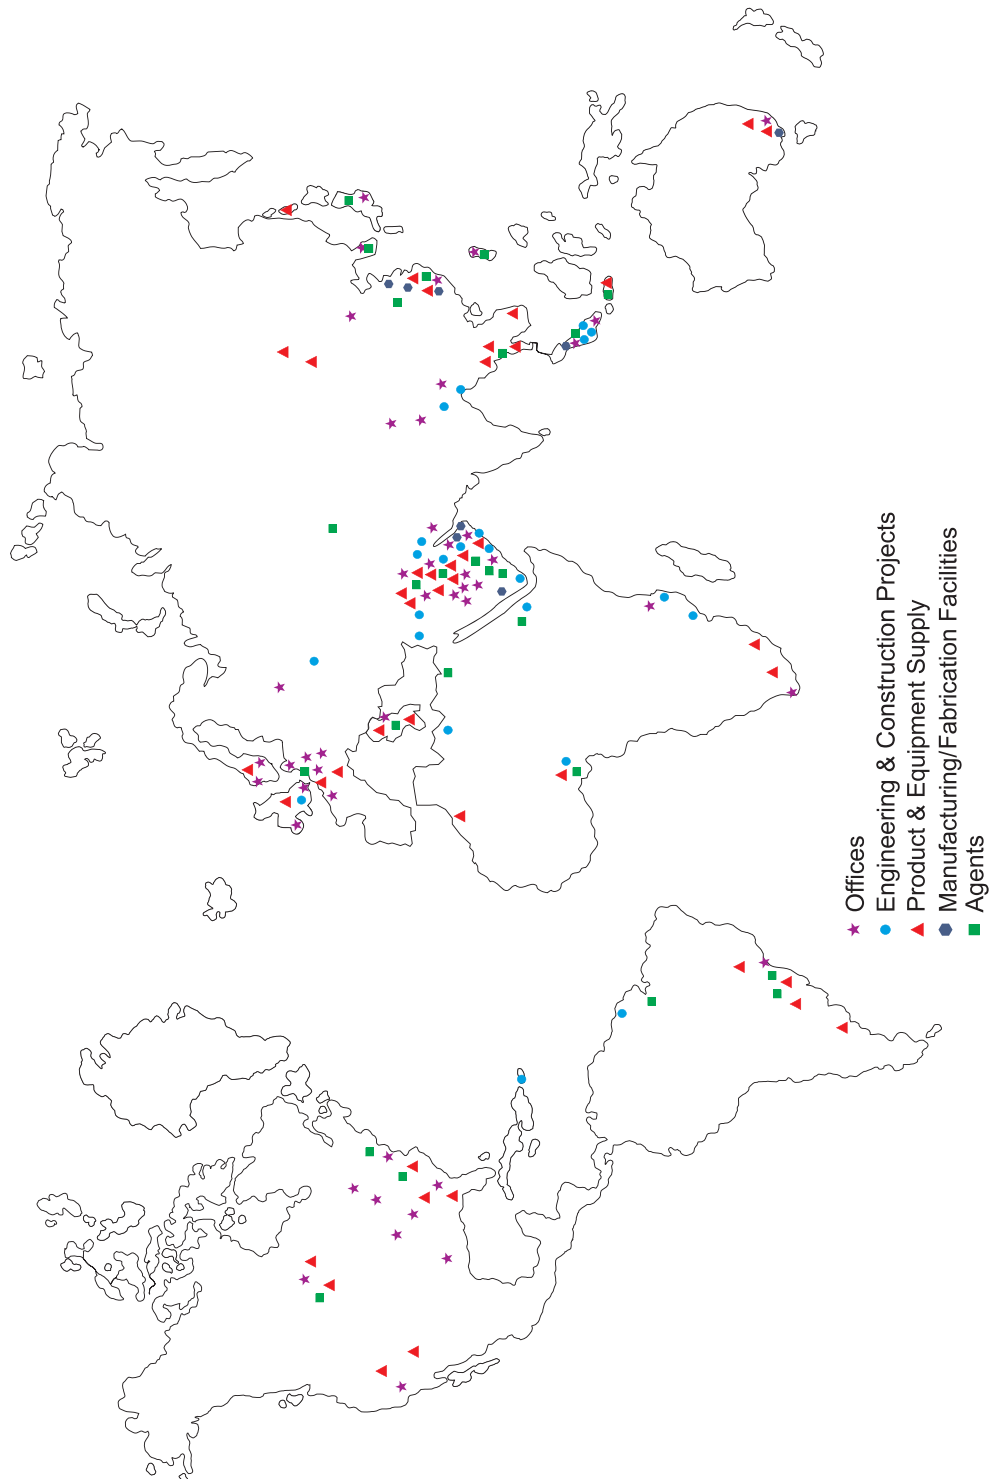 Offices
Engineering & Construction Projects
Product & Equipment Supply
Manufacturing/Fabrication Facilities
Agents